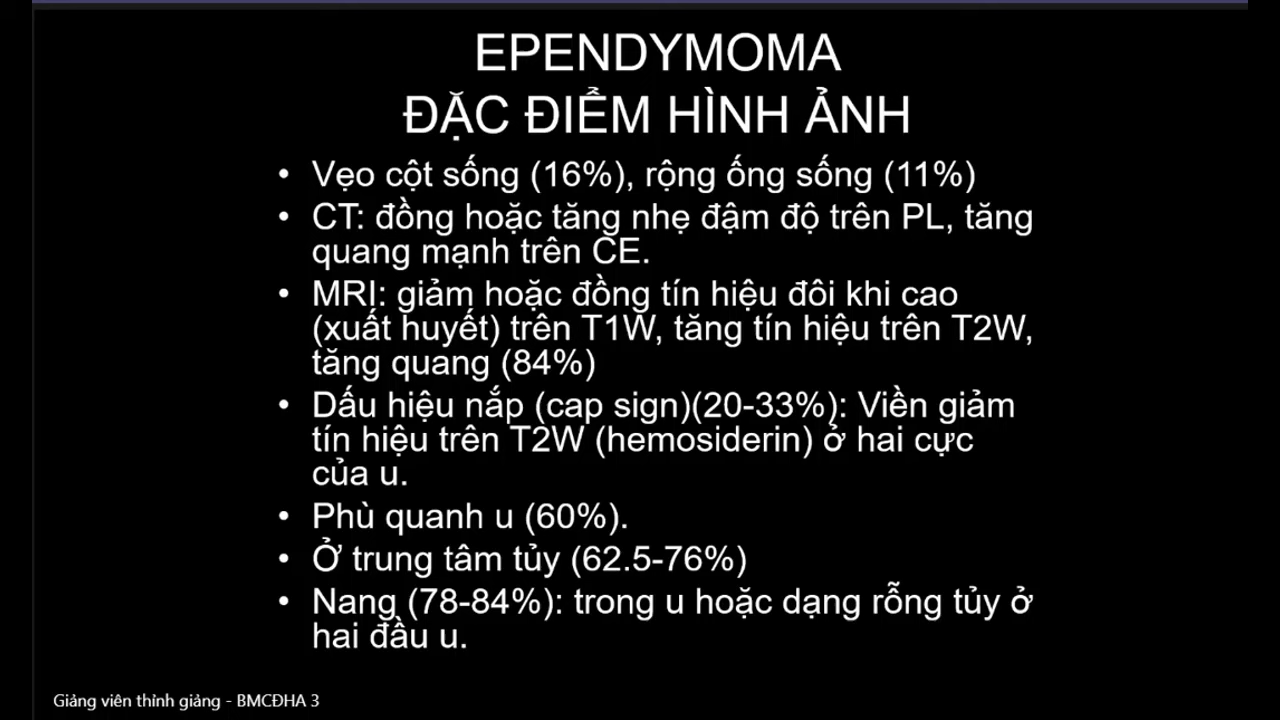 EPENDYMOMA
ĐẶC ĐIỂM HÌNH ẢNH
• Vẹo cột sống (16%), rộng ống sống (11%)
• CT: đồng hoặc tăng nhẹ đậm độ trên PL, tăng
quang mạnh trên CE.
• MRI: giảm hoặc đồng tín hiệu đôi khi cao
(xuất huyết) trên T1W, tăng tín hiệu trên T2W,
tăng quang (84%)
• Dấu hiệu nắp (cap sign)(20-33%): Viền giảm
tín hiệu trên T2W (hemosiderin) ở hai cực
của u.
• Phù quanh u (60%).
• Ở trung tâm tủy (62.5-76%)
• Nang (78-84%): trong u hoặc dạng rỗng tủy ở
hai đầu u.
Giảng viên thỉnh giảng - BMCĐHA 3